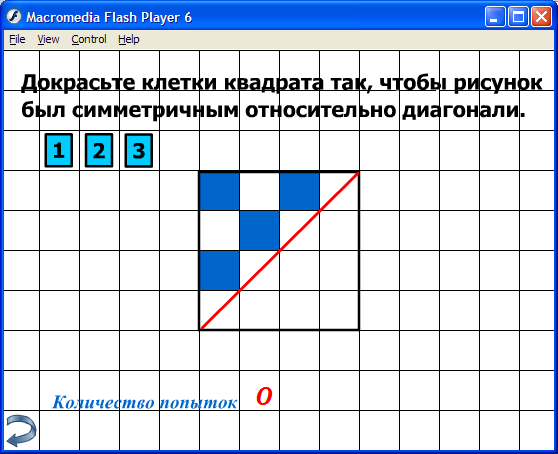 Macromedia Flash Player 6
File View Control Help
Докрасьте клетки квадрата так, чтобы рисунок
был симметричным относительно диагонали.
1 2 3
Количество попыток 0